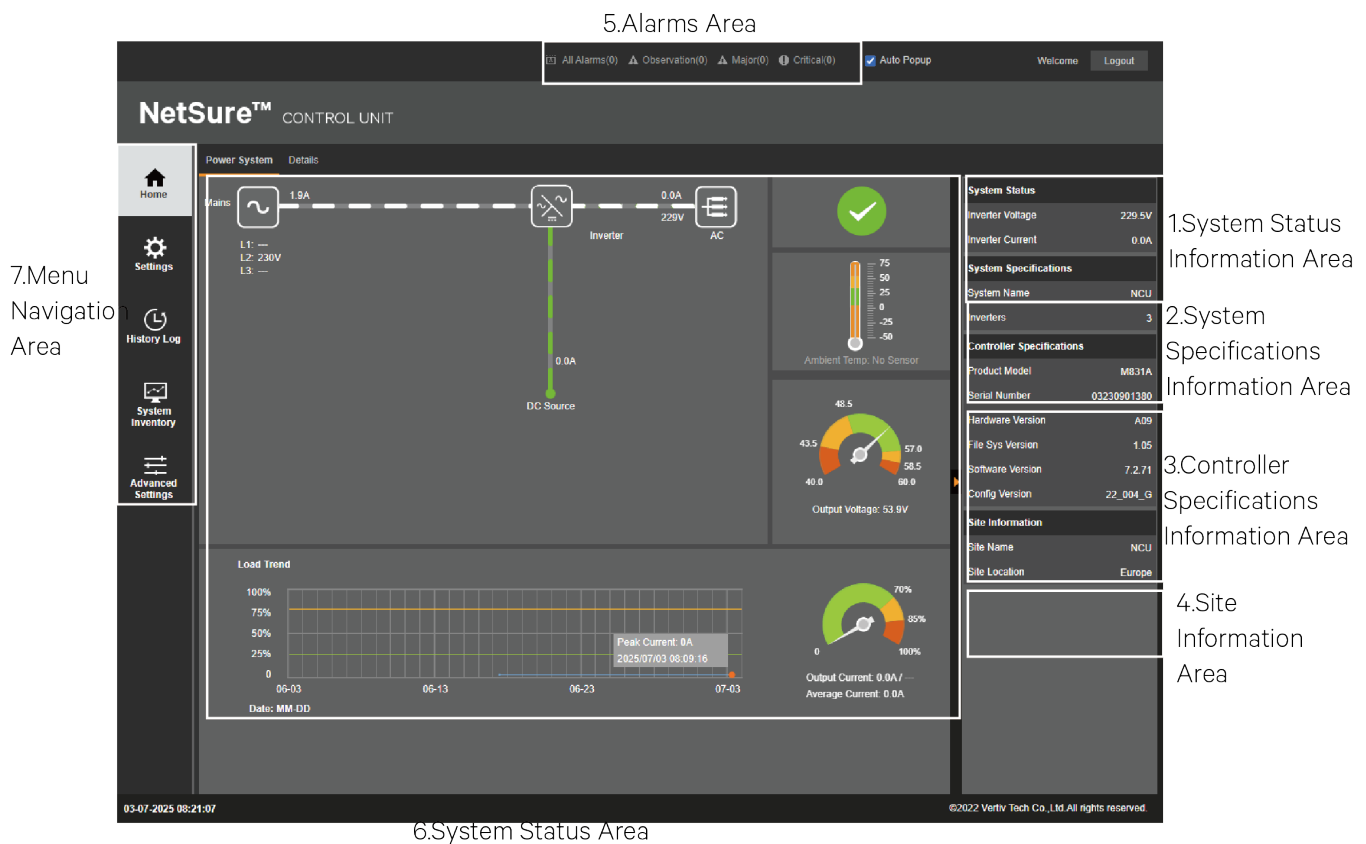 5.Alarms Area
All Alarms(0) Observation(0) Major(0) Critical(0) Auto Popup Welcome Logout
NetSure™ CONTROL UNIT
Home
Settings
History Log
System
Inventory
Advanced
Settings
7.Menu
Navigation
Area
Power System Details
Mains
1.9A
0.0A
229V
Inverter
AC
L1: ---
L2: 230V
L3: ---
0.0A
DC Source
75
50
25
0
-25
-50
Ambient Temp: No Sensor
48.5
43.5
57.0
58.5
40.0
60.0
Output Voltage: 53.9V
Load Trend
100%
75%
50%
25%
0
Peak Current: 0A
2025/07/03 08:09:16
06-03 06-13 06-23 07-03
Date: MM-DD
70%
85%
0
100%
Output Current: 0.0A / ---
Average Current: 0.0A
System Status
Inverter Voltage 229.5V
Inverter Current 0.0A
System Specifications
System Name NCU
Inverters 3
Controller Specifications
Product Model M831A
Serial Number 03230901380
Hardware Version A09
File Sys Version 1.05
Software Version 7.2.71
Config Version 22_004_G
Site Information
Site Name NCU
Site Location Europe
1.System Status
Information Area
2.System
Specifications
Information Area
3.Controller
Specifications
Information Area
4.Site
Information
Area
03-07-2025 08:21:07
©2022 Vertiv Tech Co.,Ltd.All rights reserved.
6.System Status Area